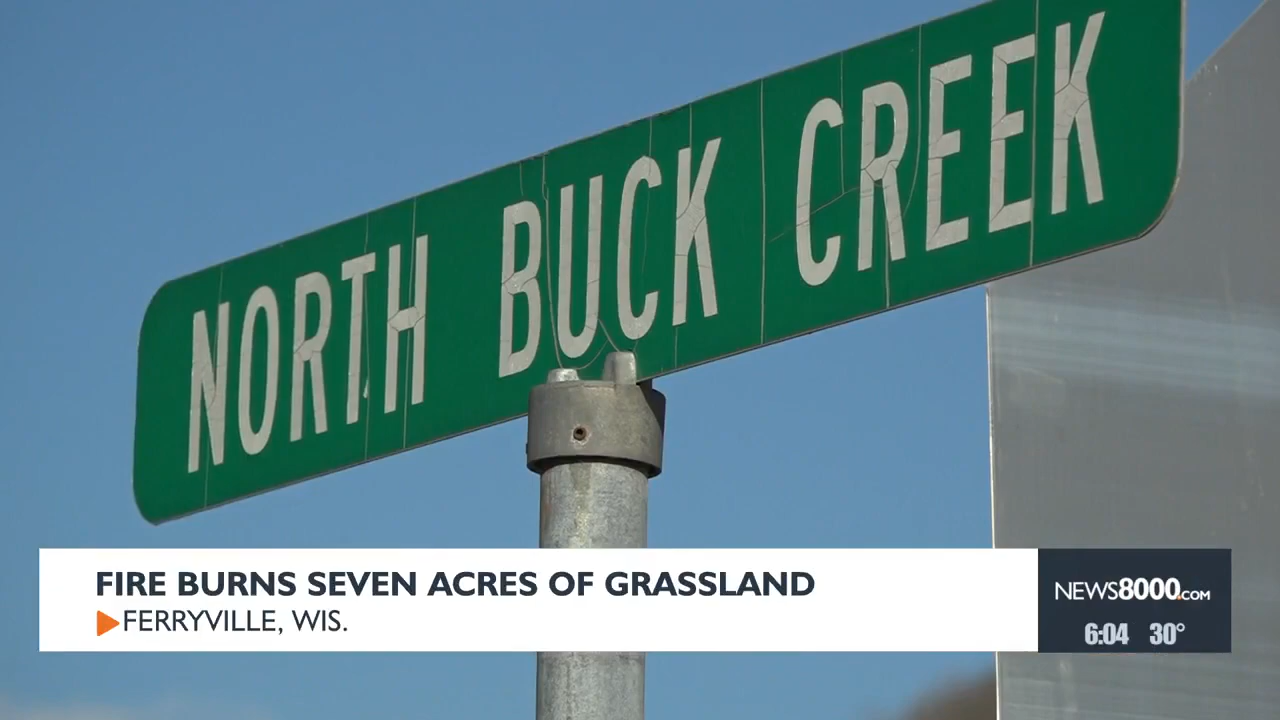 NORTH BUCK CREEK
FIRE BURNS SEVEN ACRES OF GRASSLAND
FERRYVILLE, WIS.
NEWS8000.COM
6:04 30°